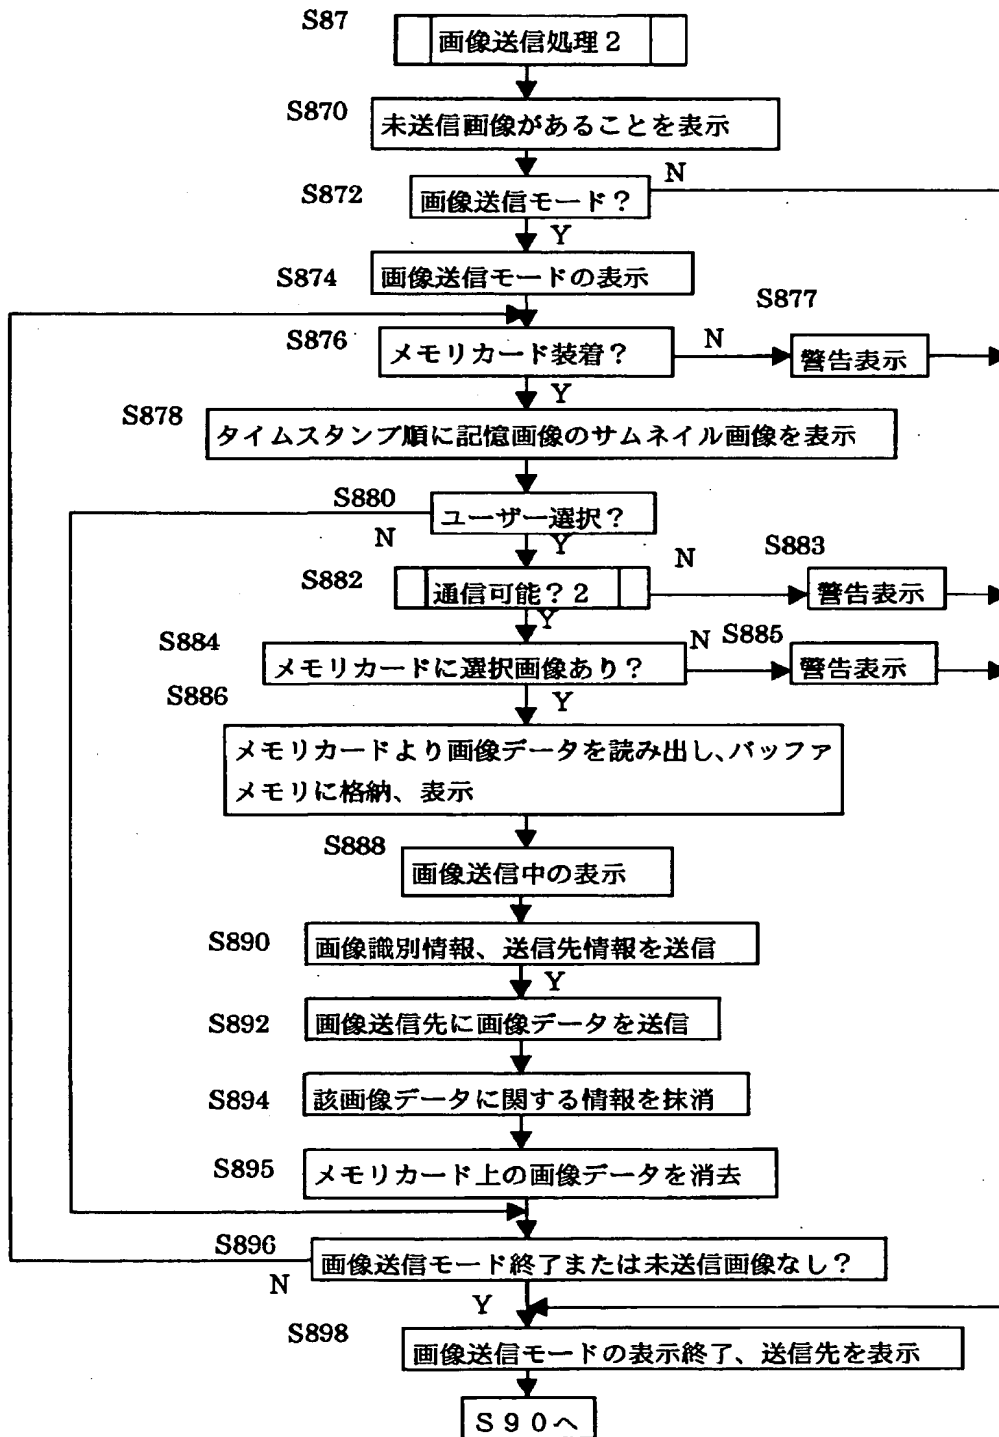 S87
画像送信処理２
S870
未送信画像があることを表示
S872
画像送信モード？
N
Y
S874
画像送信モードの表示
S877
S876
メモリカード装着？
N
警告表示
Y
S878
タイムスタンプ順に記憶画像のサムネイル画像を表示
S880
ユーザー選択？
N
Y
S883
S882
通信可能？２
N
警告表示
Y
S884
メモリカードに選択画像あり？
N
S885
警告表示
Y
S886
メモリカードより画像データを読み出し、バッファ
メモリに格納、表示
S888
画像送信中の表示
S890
画像識別情報、送信先情報を送信
Y
S892
画像送信先に画像データを送信
S894
該画像データに関する情報を抹消
S895
メモリカード上の画像データを消去
S896
画像送信モード終了または未送信画像なし？
N
Y
S898
画像送信モードの表示終了、送信先を表示
Ｓ９０へ